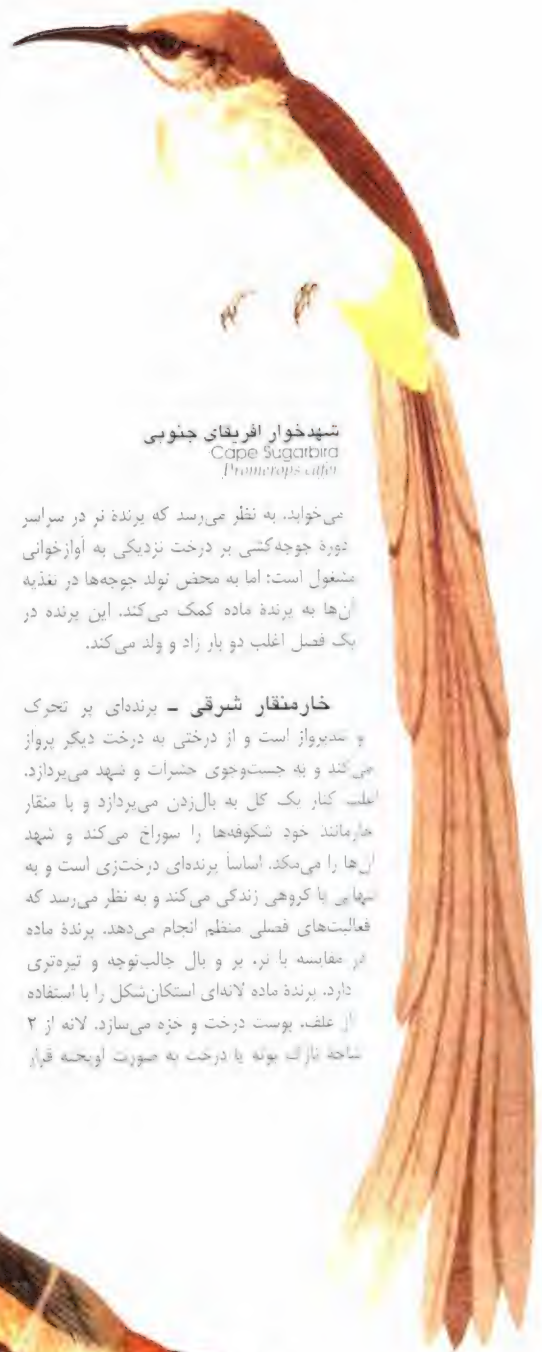 شهدخوار افریقای جنوبی
Cape Sugarbird
Promerops cafer
می‌خوابد. به نظر می‌رسد که پرندهٔ نر در سراسر
دورهٔ جوجه‌کشی بر درخت نزدیکی به آوازخوانی
مشغول است: اما به محض تولد جوجه‌ها در تغذیه
آن‌ها به پرندهٔ ماده کمک می‌کند. این پرنده در
یک فصل اغلب دو بار زاد و ولد می‌کند.
خارمنقار شرقی – پرنده‌ای پر تحرک
و تندپرواز است و از درختی به درخت دیگر پرواز
می‌کند و به جست‌وجوی حشرات و شهد می‌پردازد.
اغلب کنار یک گل به بال‌زدن می‌پردازد و با منقار
خارمانند خود شکوفه‌ها را سوراخ می‌کند و شهد
آن‌ها را می‌مکد. اساساً پرنده‌ای درخت‌زی است و به
تنهایی یا گروهی زندگی می‌کند و به نظر می‌رسد که
فعالیت‌های فصلی منظم انجام می‌دهد. پرندهٔ ماده
در مقایسه با نر، پر و بال جالب‌توجه و تیره‌تری
دارد. پرندهٔ ماده لانه‌ای استکان‌شکل را با استفاده
از علف، پوست درخت و خزه می‌سازد. لانه از ۲
شاخه نازک بوته یا درخت به صورت آویخته قرار